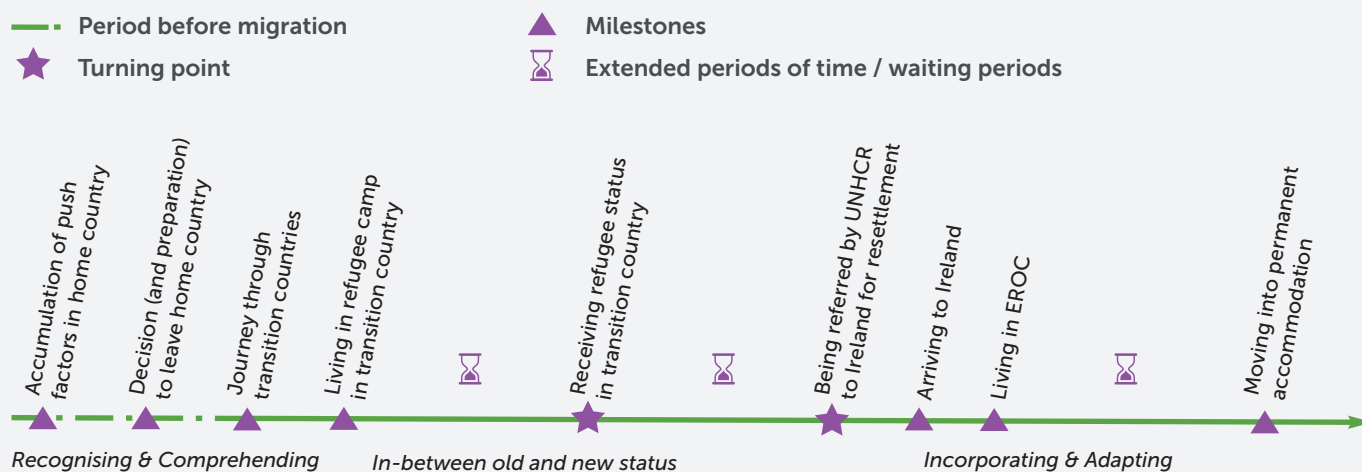 Period before migration
Milestones
Turning point
Extended periods of time / waiting periods
Accumulation of push
factors in home country
Decision (and preparation)
to leave home country
Journey through
transition countries
Living in refugee camp
in transition country
Receiving refugee status
in transition country
Being referred by UNHCR
to Ireland for resettlement
Arriving to Ireland
Living in EROC
Moving into permanent
accommodation
Recognising & Comprehending
In-between old and new status
Incorporating & Adapting